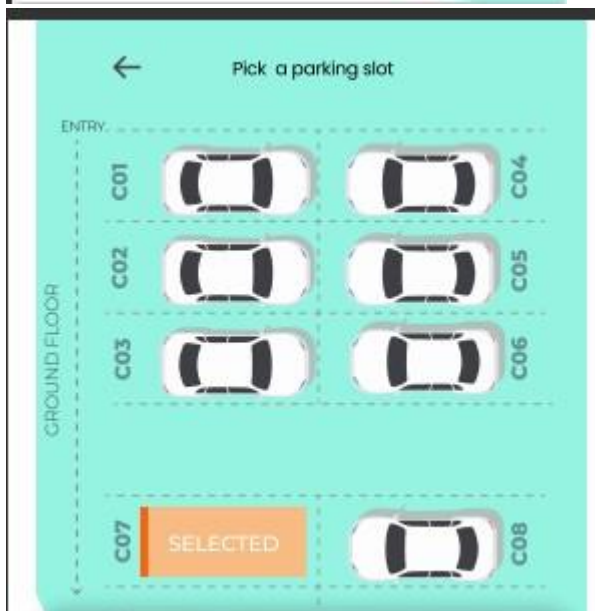 Pick a parking slot
ENTRY
C01
C04
C02
C05
GROUND FLOOR
C03
C06
C07
SELECTED
C08